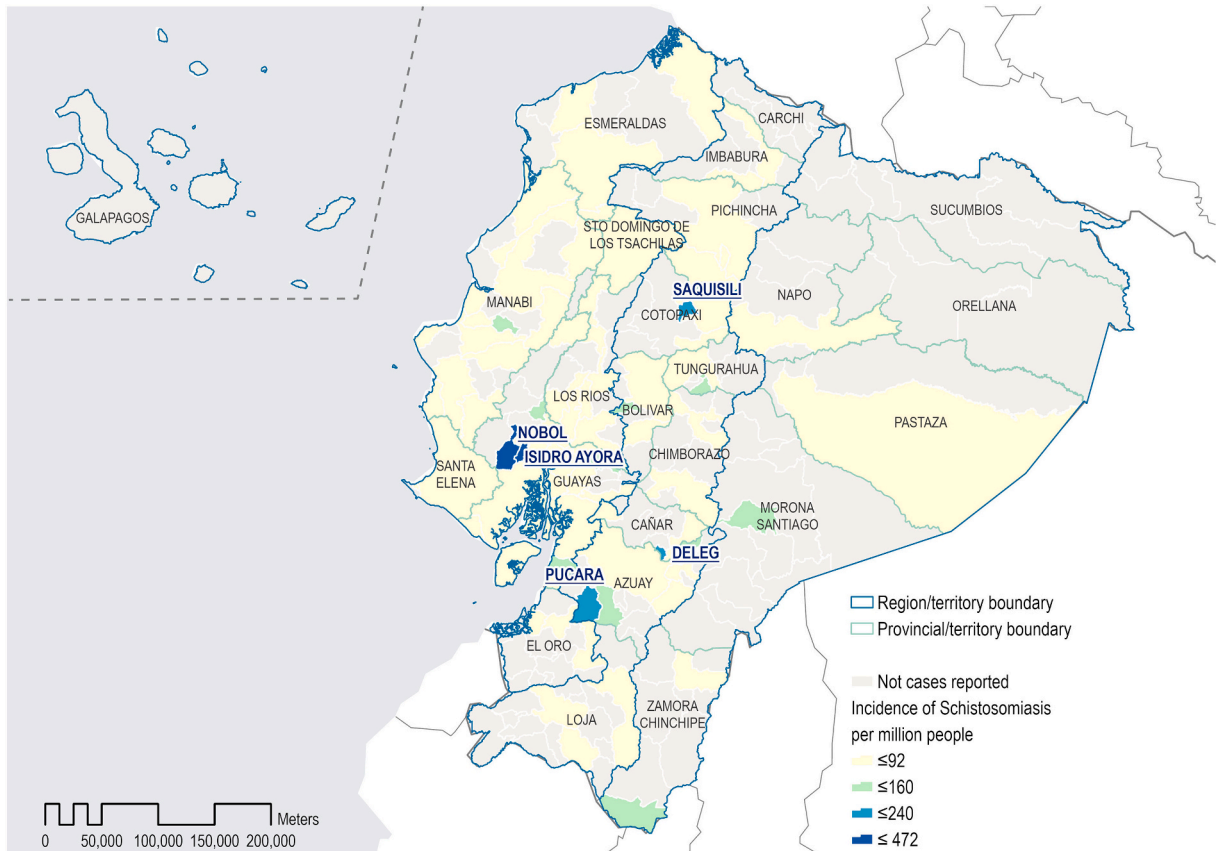 CARCHI
ESMERALDAS
IMBABURA
GALAPAGOS
PICHINCHA
SUCUMBIOS
STO DOMINGO DE
LOS TSACHILAS
SAQUISILI
NAPO
MANABI
COTOPAXI
ORELLANA
TUNGURAHUA
LOS RIOS
BOLIVAR
PASTAZA
NOBOL
ISIDRO AYORA
CHIMBORAZO
SANTA
ELENA
GUAYAS
MORONA
SANTIAGO
CAÑAR
DELEG
PUCARA
AZUAY
EL ORO
ZAMORA
CHINCHIPE
LOJA
Region/territory boundary
Provincial/territory boundary
Not cases reported
Incidence of Schistosomiasis
per million people
≤92
≤160
≤240
≤ 472
Meters
0 50,000 100,000 150,000 200,000